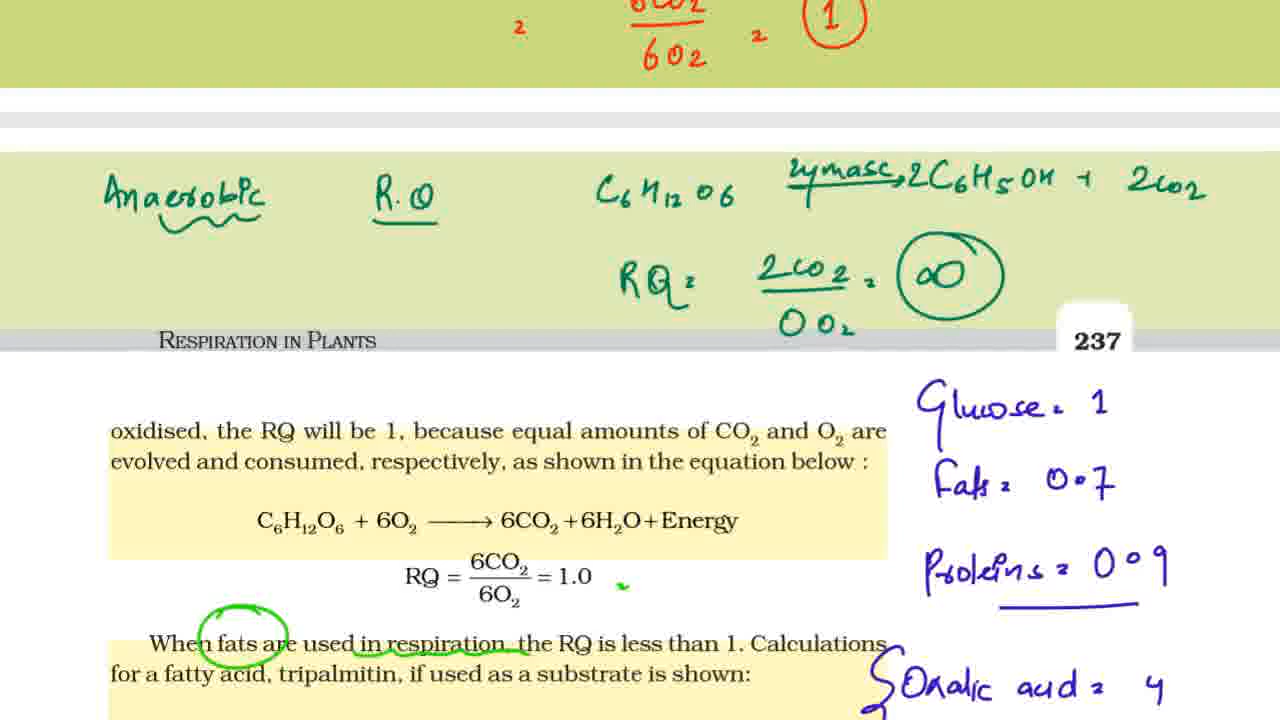 = 6CO2/6O2 = 1
Anaerobic R.Q C6H12O6 zymase 2C6H5OH + 2CO2
RQ = 2CO2/0O2 = ∞
RESPIRATION IN PLANTS 237
oxidised, the RQ will be 1, because equal amounts of CO₂ and O₂ are
evolved and consumed, respectively, as shown in the equation below :
C₆H₁₂O₆ + 6O₂ ⟶ 6CO₂ + 6H₂O + Energy
RQ = 6CO₂/6O₂ = 1.0
When fats are used in respiration, the RQ is less than 1. Calculations
for a fatty acid, tripalmitin, if used as a substrate is shown:
Glucose = 1
Fats = 0.7
Proteins = 0.9
Oxalic acid = 4